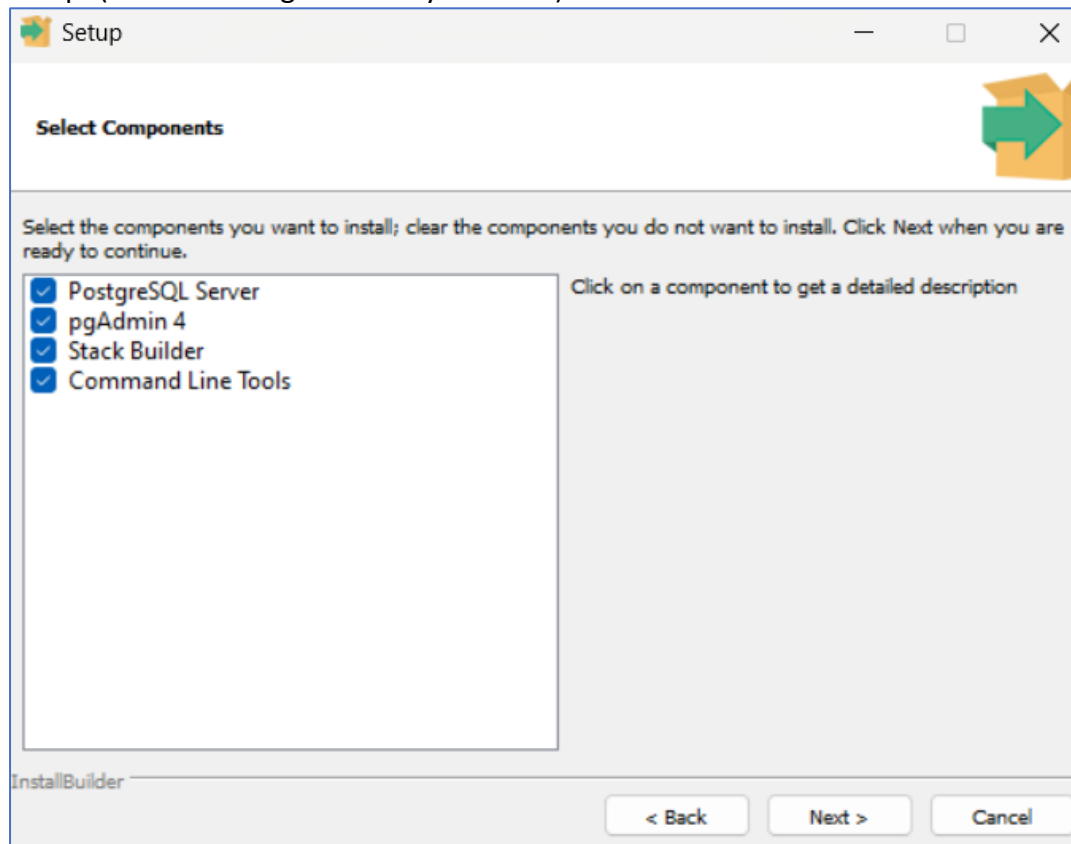 Setup
Select Components
Select the components you want to install; clear the components you do not want to install. Click Next when you are
ready to continue.
PostgreSQL Server
Click on a component to get a detailed description
pgAdmin 4
Stack Builder
Command Line Tools
InstallBuilder
< Back
Next >
Cancel